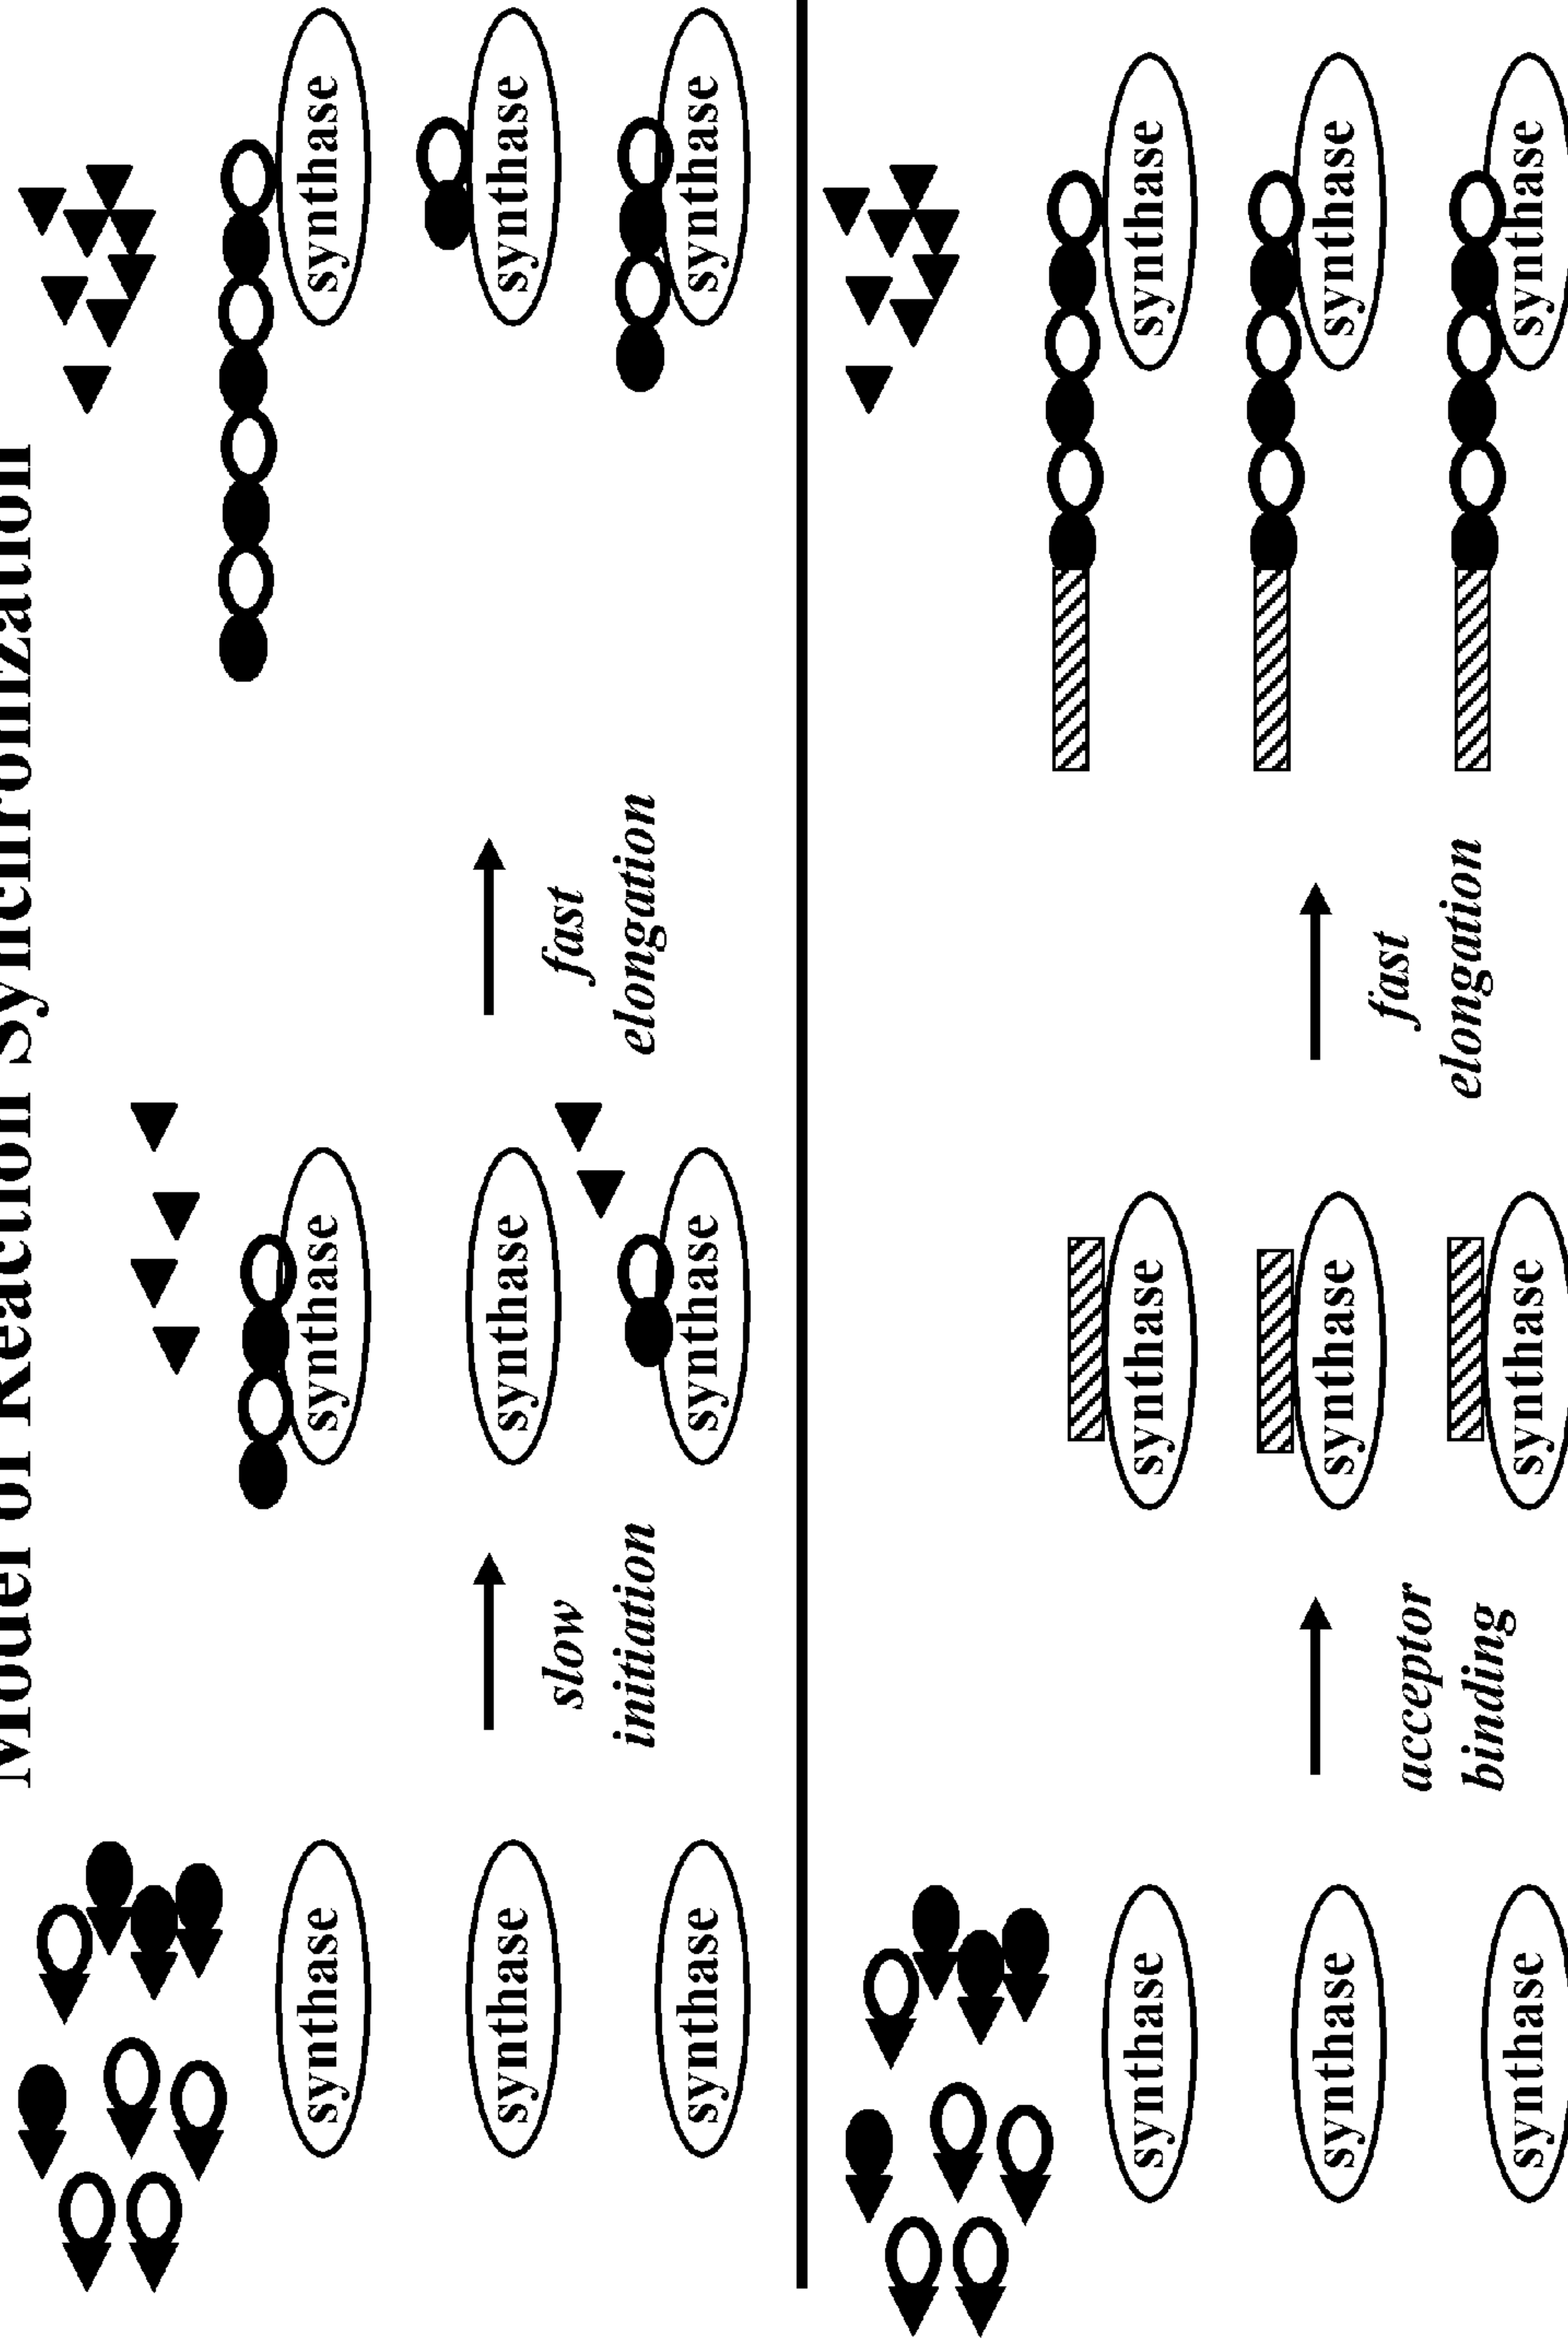 Model of Reaction Synchronization
synthase
synthase
synthase
slow
initiation
synthase
synthase
synthase
fast
elongation
synthase
synthase
synthase
synthase
synthase
synthase
acceptor
binding
synthase
synthase
synthase
fast
elongation
synthase
synthase
synthase